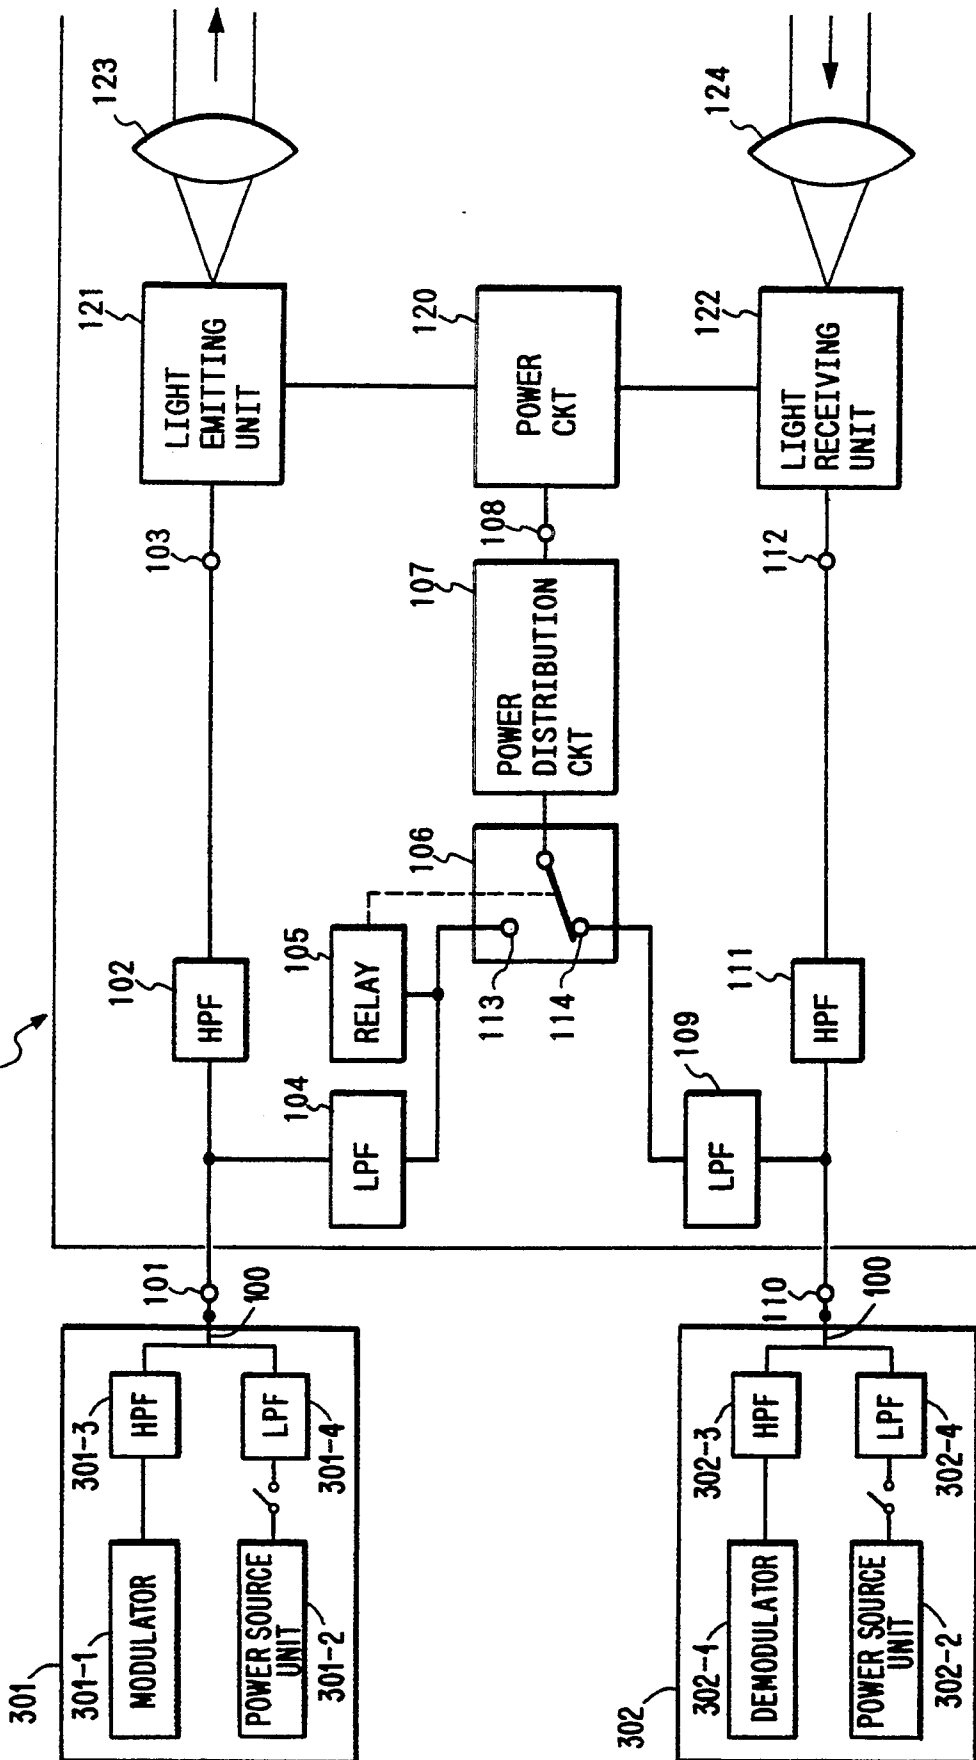 301
301-1
MODULATOR
301-3
HPF
POWER SOURCE
UNIT
301-2
LPF
301-4
101
100
102
HPF
103
121
LIGHT
EMITTING
UNIT
123
104
LPF
105
RELAY
106
113
114
107
POWER
DISTRIBUTION
CKT
108
120
POWER
CKT
109
LPF
302
302-1
DEMODULATOR
302-3
HPF
POWER SOURCE
UNIT
302-2
LPF
302-4
110
100
111
HPF
112
122
LIGHT
RECEIVING
UNIT
124